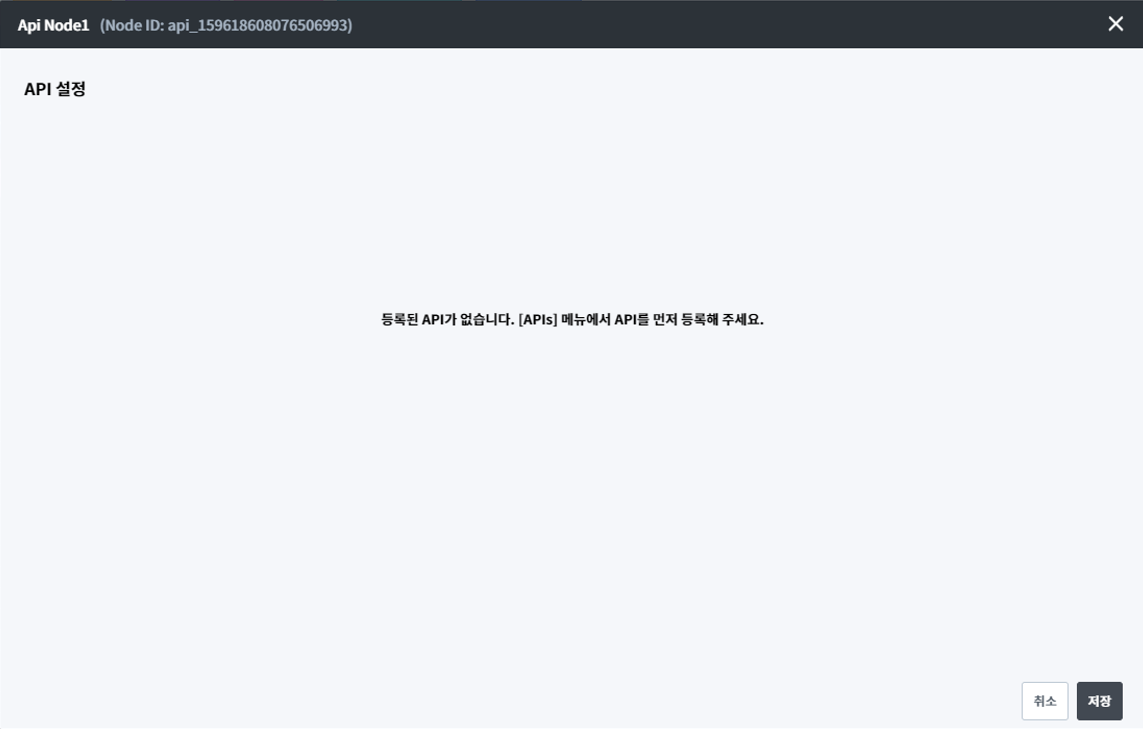 Api Node1 (Node ID: api_159618608076506993)
API 설정
등록된 API가 없습니다. [APIs] 메뉴에서 API를 먼저 등록해 주세요.
취소 저장